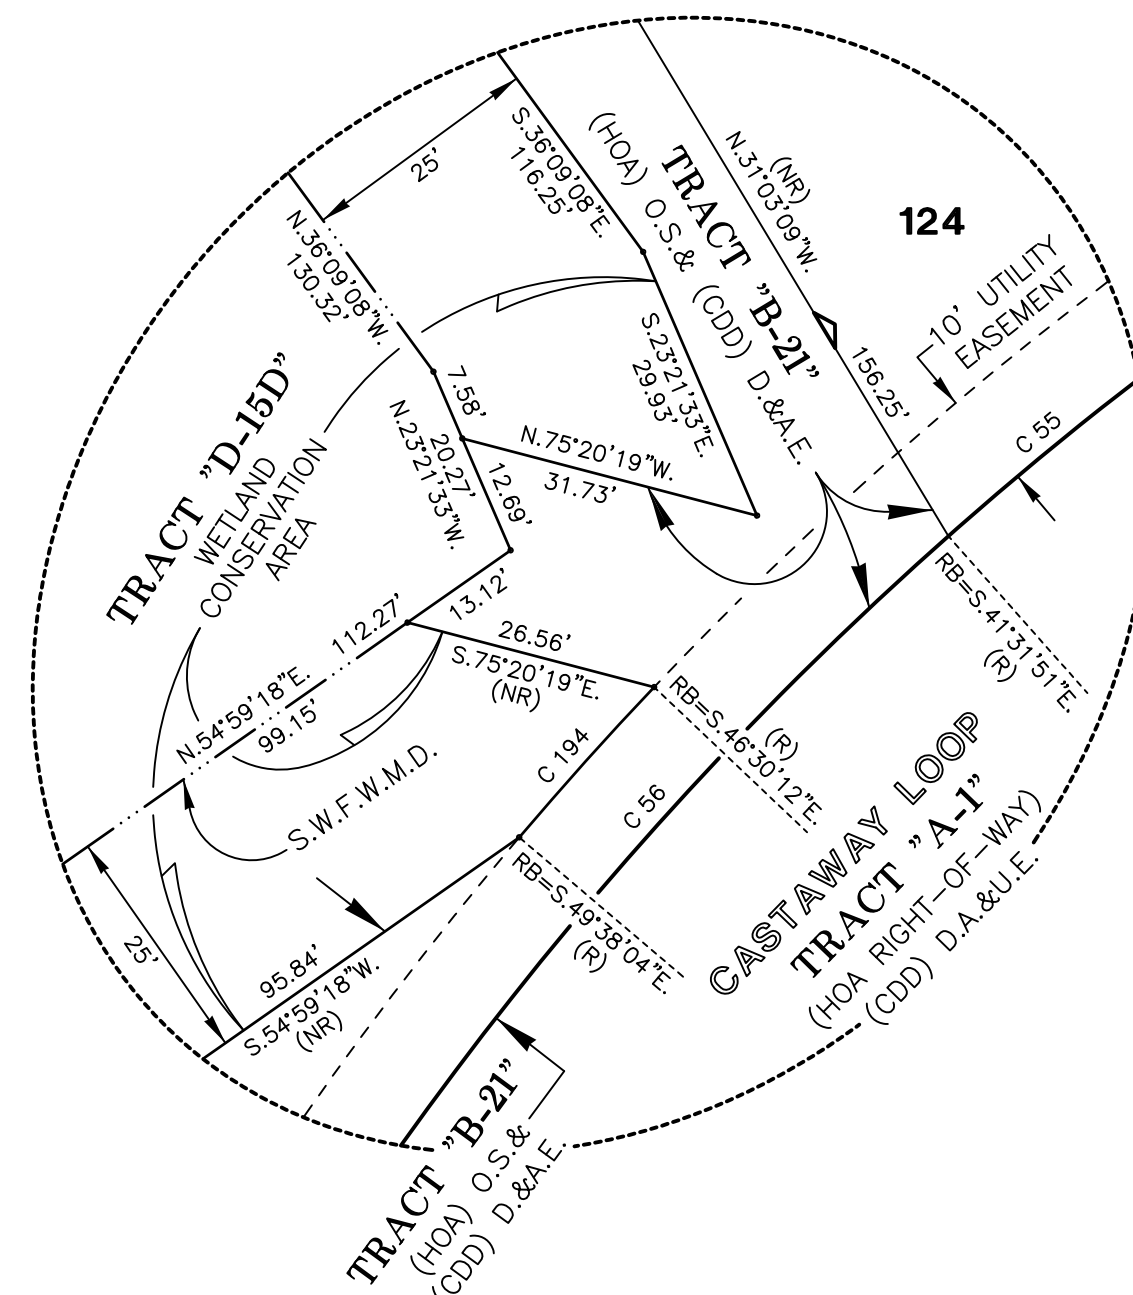 25'
S.36°09'08"E.
116.25'
(HOA) O.S.& (CDD) D.&A.E.
TRACT "B-21"
(NR)
N.31°03'09"W.
156.25'
124
10' UTILITY
EASEMENT
N.36°09'08"W.
130.32'
S.23°21'33"E.
29.93'
C 55
7.58'
N.23°21'33"W.
20.27'
12.69'
N.75°20'19"W.
31.73'
TRACT "D-15D"
WETLAND
CONSERVATION
AREA
13.12'
112.27'
N.54°59'18"E.
99.15'
26.56'
S.75°20'19"E.
(NR)
RB=S.41°31'51"E.
(R)
RB=S.46°30'12"E.
(R)
S.W.F.W.M.D.
C 194
C 56
RB=S.49°38'04"E.
(R)
25'
95.84'
S.54°59'18"W.
(NR)
CASTAWAY LOOP
TRACT "A-1"
(HOA RIGHT-OF-WAY)
(CDD) D.A.&U.E.
TRACT "B-21"
(HOA) O.S.&
(CDD) D.&A.E.